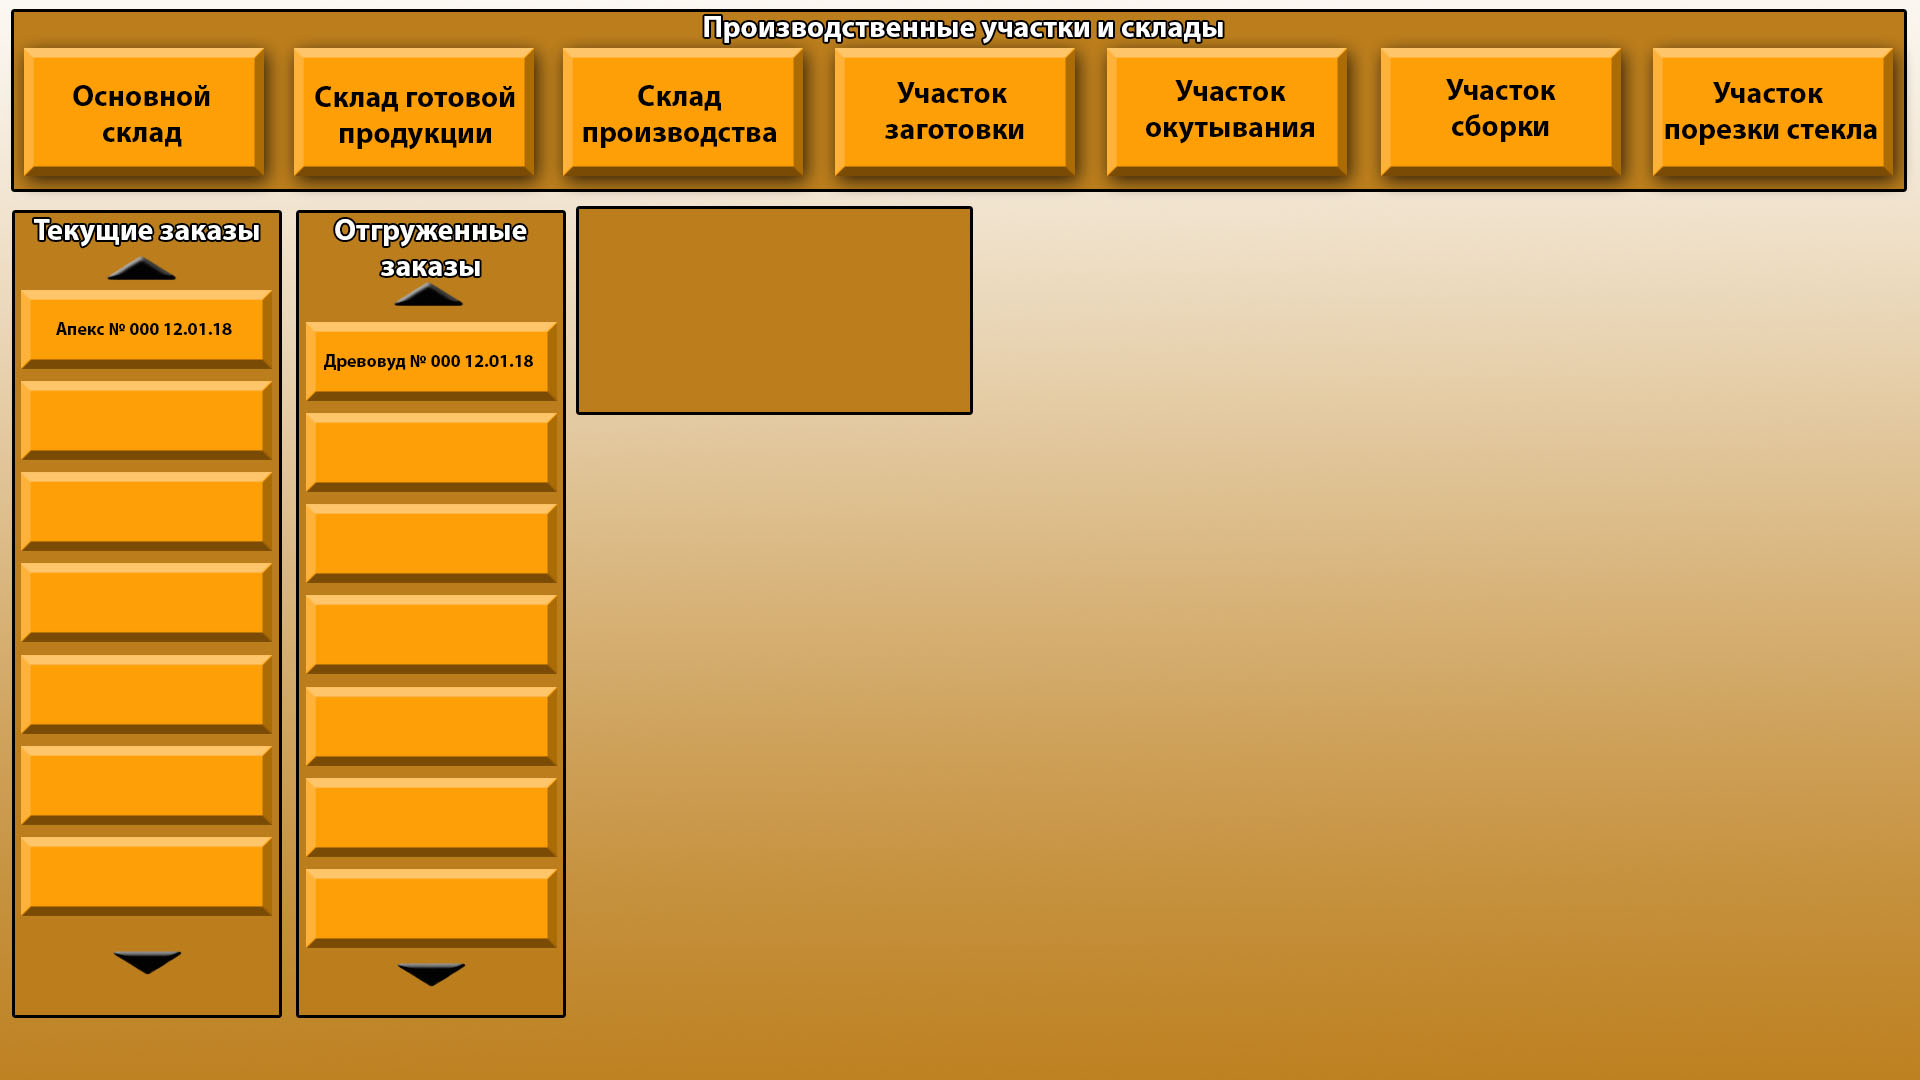 Производственные участки и склады
Основной
склад
Склад готовой
продукции
Склад
производства
Участок
заготовки
Участок
окутывания
Участок
сборки
Участок
порезки стекла
Текущие заказы
Апекс № 000 12.01.18
Отгруженные
заказы
Древовуд № 000 12.01.18